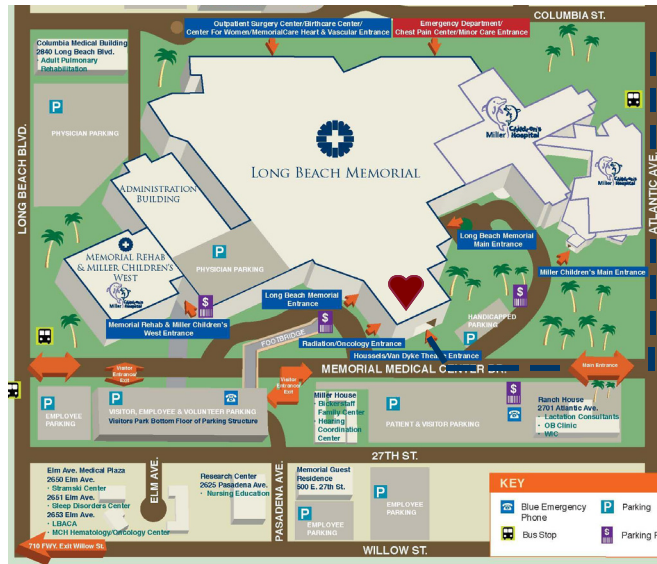 COLUMBIA ST.
Outpatient Surgery Center/Birthcare Center/
Center For Women/MemorialCare Heart & Vascular Entrance
Emergency Department/
Chest Pain Center/Minor Care Entrance
Columbia Medical Building
2840 Long Beach Blvd.
· Adult Pulmonary
Rehabilitation
P
PHYSICIAN PARKING
LONG BEACH BLVD.
ATLANTIC AVE.
Miller Children's
Hospital
Miller Children's
Hospital
LONG BEACH MEMORIAL
ADMINISTRATION
BUILDING
MEMORIAL REHAB
& MILLER CHILDREN'S
WEST
P
PHYSICIAN PARKING
Long Beach Memorial
Main Entrance
Miller Children's Main Entrance
Long Beach Memorial
Entrance
$
$
$
P
HANDICAPPED
PARKING
Memorial Rehab & Miller Children's
West Entrance
FOOTBRIDGE
Radiation/Oncology Entrance
Houssels/Van Dyke Theatre Entrance
MEMORIAL MEDICAL CENTER DR.
Main Entrance
Visitor
Entrance/
Exit
Visitor
Entrance/
Exit
P
EMPLOYEE
PARKING
P
VISITOR, EMPLOYEE & VOLUNTEER PARKING
Visitors Park Bottom Floor of Parking Structure
Miller House
· Bickerstaff
Family Center
· Hearing
Coordination
Center
P
PATIENT & VISITOR PARKING
$
Ranch House
2701 Atlantic Ave.
· Lactation Consultants
· OB Clinic
· WIC
27TH ST.
Elm Ave. Medical Plaza
2650 Elm Ave.
· Stramski Center
2651 Elm Ave.
· Sleep Disorders Center
2653 Elm Ave.
· LBACA
· MCH Hematology/Oncology Center
ELM AVE.
Research Center
2625 Pasadena Ave.
· Nursing Education
PASADENA AVE.
Memorial Guest
Residence
500 E. 27th St.
P
EMPLOYEE
PARKING
P
EMPLOYEE
PARKING
710 FWY. Exit Willow St.
WILLOW ST.
KEY
Blue Emergency
Phone
P
Parking
Bus Stop
$
Parking